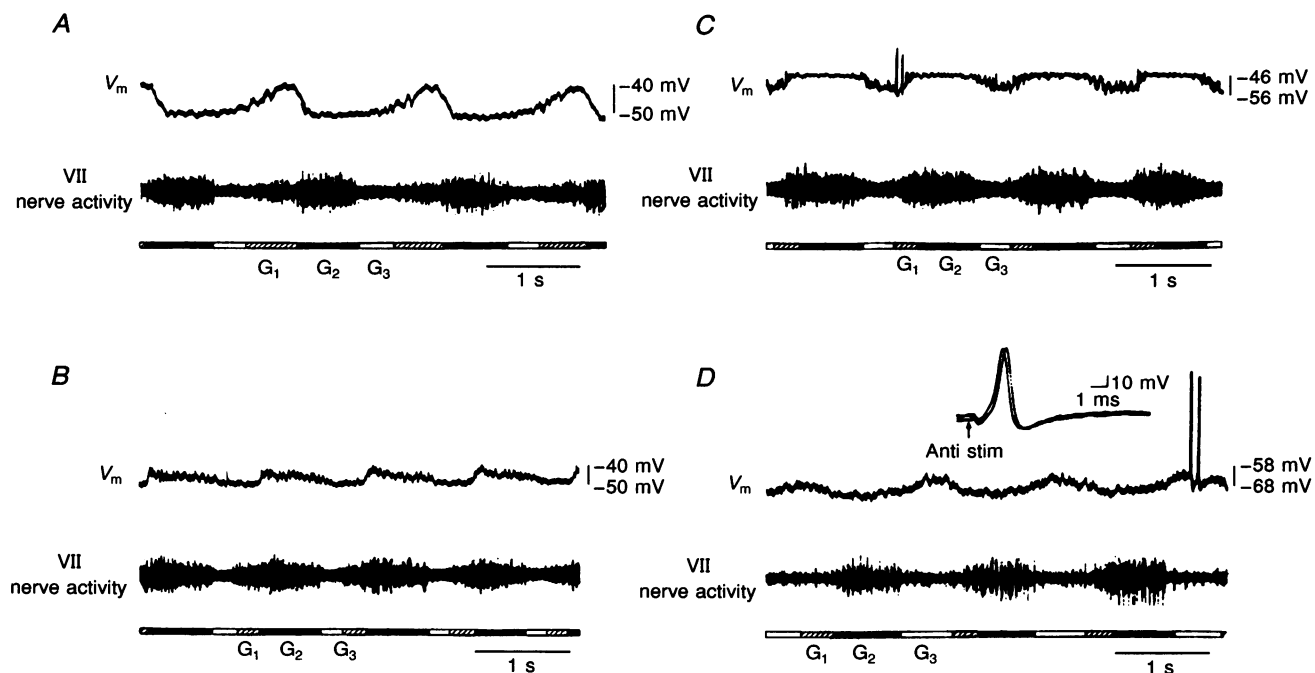 A
Vm
−40 mV
−50 mV
VII
nerve activity
G1 G2 G3
1 s
B
Vm
−40 mV
−50 mV
VII
nerve activity
G1 G2 G3
1 s
C
Vm
−46 mV
−56 mV
VII
nerve activity
G1 G2 G3
1 s
D
10 mV
1 ms
Anti stim
Vm
−58 mV
−68 mV
VII
nerve activity
G1 G2 G3
1 s